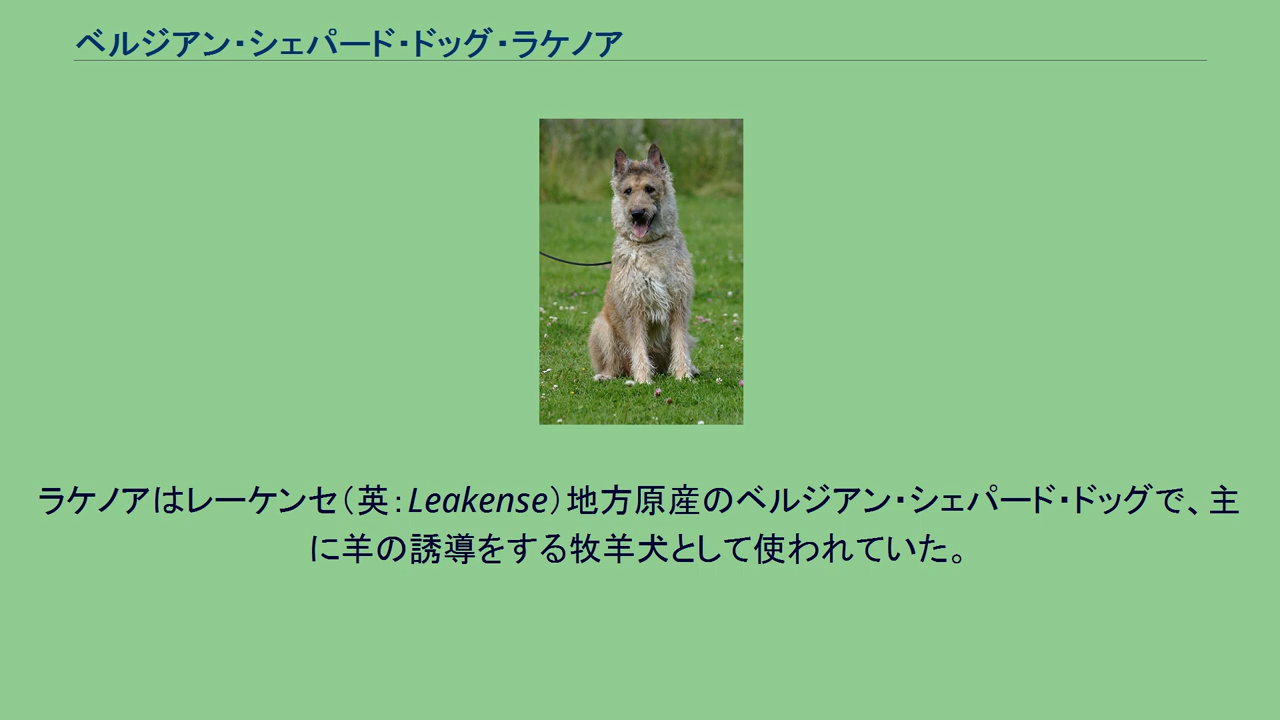 ベルジアン・シェパード・ドッグ・ラケノア
ラケノアはレーケンセ（英：Leakense）地方原産のベルジアン・シェパード・ドッグで、主
に羊の誘導をする牧羊犬として使われていた。